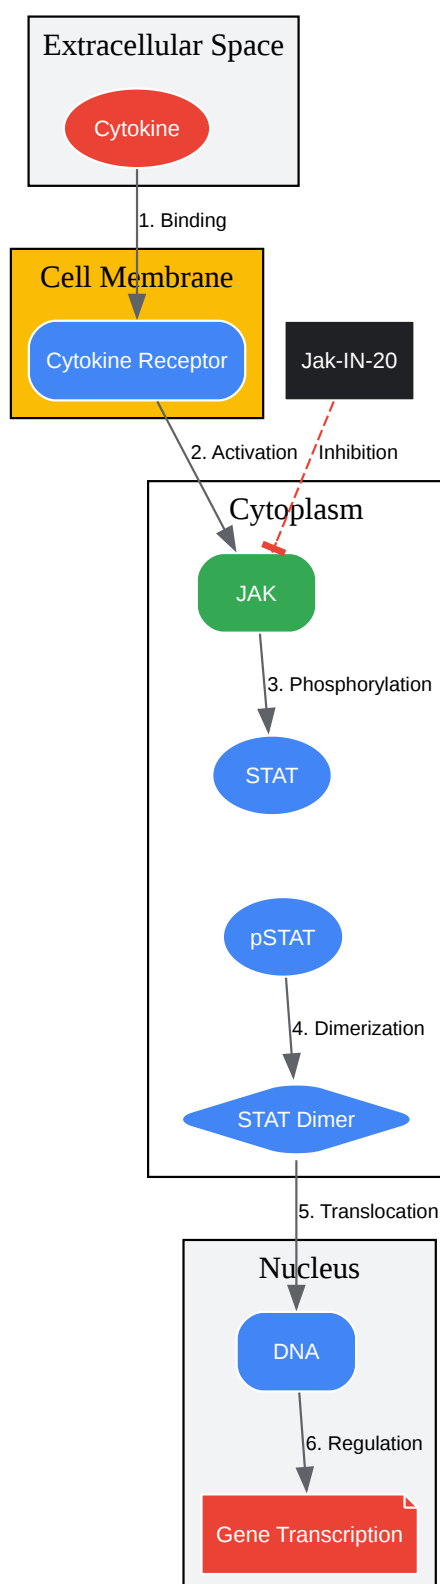 Extracellular Space
Cytokine
1. Binding
Cell Membrane
Cytokine Receptor
Jak-IN-20
2. Activation
Inhibition
Cytoplasm
JAK
3. Phosphorylation
STAT
pSTAT
4. Dimerization
STAT Dimer
5. Translocation
Nucleus
DNA
6. Regulation
Gene Transcription